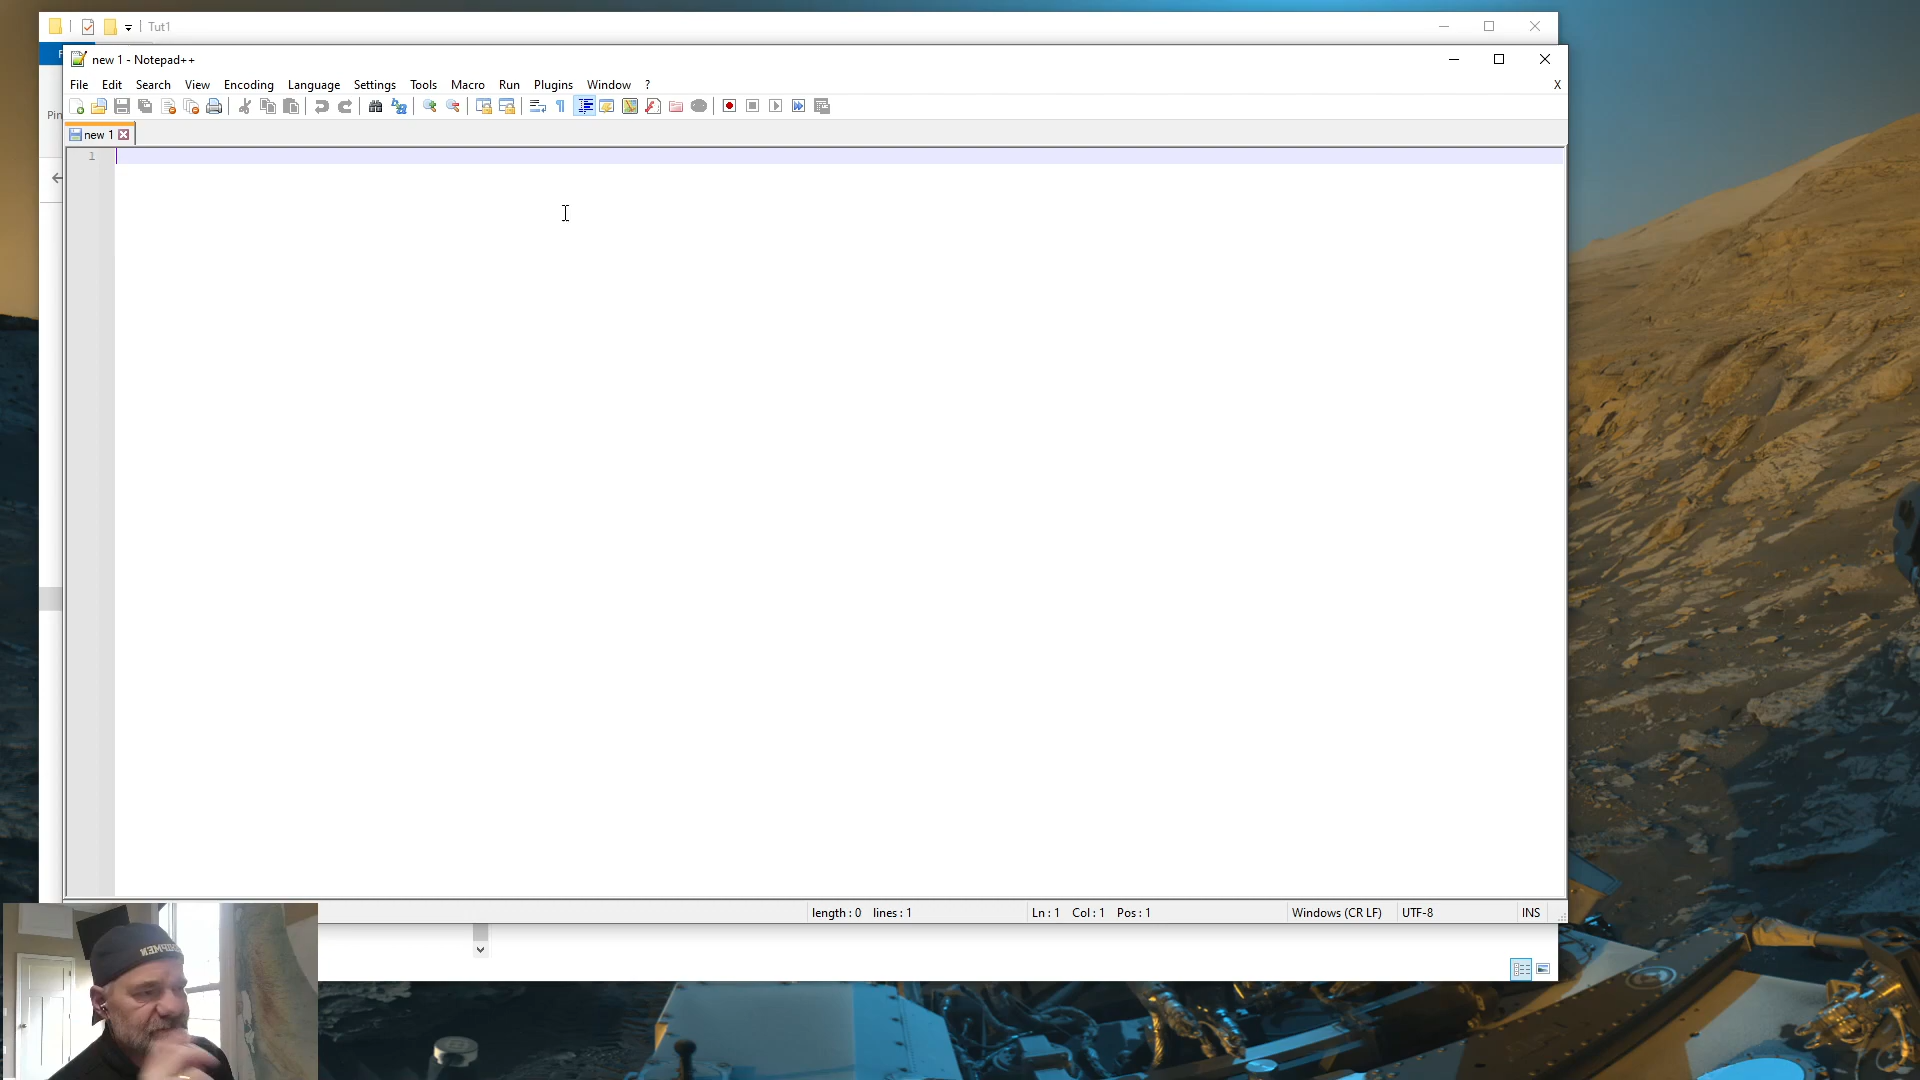 Tut1
new 1 - Notepad++
File Edit Search View Encoding Language Settings Tools Macro Run Plugins Window ? X
new 1
1
length : 0 lines : 1 Ln : 1 Col : 1 Pos : 1 Windows (CR LF) UTF-8 INS